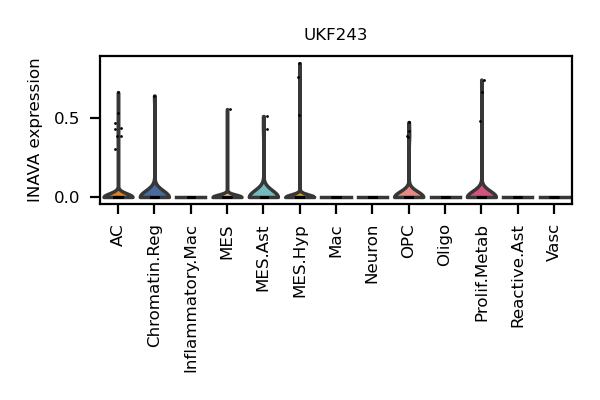 UKF243
INAVA expression
0.5
0.0
AC
Chromatin.Reg
Inflammatory.Mac
MES
MES.Ast
MES.Hyp
Mac
Neuron
OPC
Oligo
Prolif.Metab
Reactive.Ast
Vasc